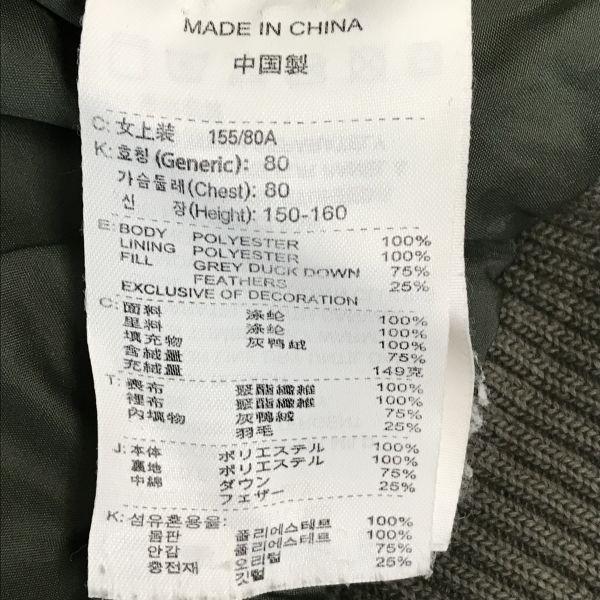 MADE IN CHINA
中国製
C: 女上装 155/80A
K: 호칭 (Generic): 80
가슴둘레(Chest): 80
신 장(Height): 150-160
E: BODY POLYESTER 100%
LINING POLYESTER 100%
FILL GREY DUCK DOWN 75%
FEATHERS 25%
EXCLUSIVE OF DECORATION
C: 面料 涤纶 100%
里料 涤纶 100%
填充物 灰鸭绒 100%
含絨量 75%
充絨量 149克
T: 表布 聚酯纖維 100%
裡布 聚酯纖維 100%
內填物 灰鴨絨 75%
羽毛 25%
J: 本体 ポリエステル 100%
裏地 ポリエステル 100%
中綿 ダウン 75%
フェザー 25%
K: 섬유혼용율:
몸판 폴리에스테르 100%
안감 폴리에스테르 100%
충전재 오리털 75%
깃털 25%